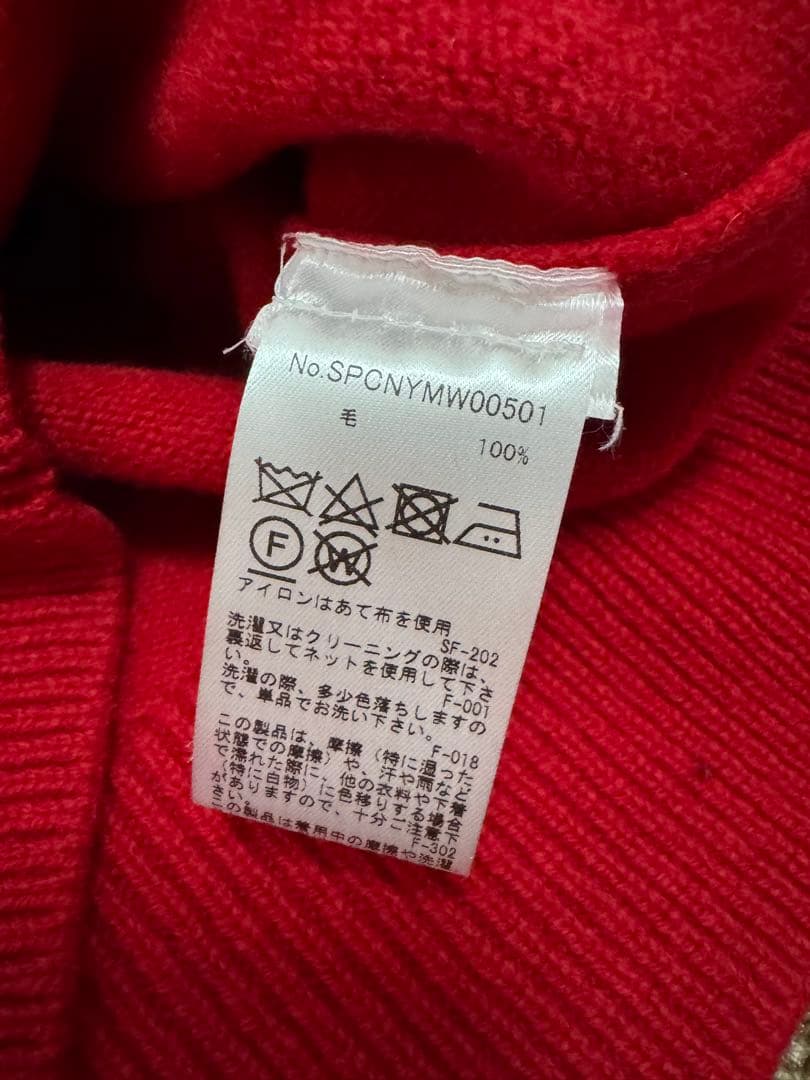 No.SPCNYMW00501
毛
100%
F
W
アイロンはあて布を使用
SF-202
洗濯又はクリーニングの際は、
裏返してネットを使用して下さ
い。
F-001
洗濯の際、多少色落ちしますの
で、単品でお洗い下さい。
F-018
この製品は、摩擦（特に湿った
状態での摩擦）や、汗や雨など
で濡れた際に、他の衣料や下着
（特に白物）に色移りする場合
がありますので、十分ご注意下
さい。
F-302
この製品は着用中の摩擦や洗濯